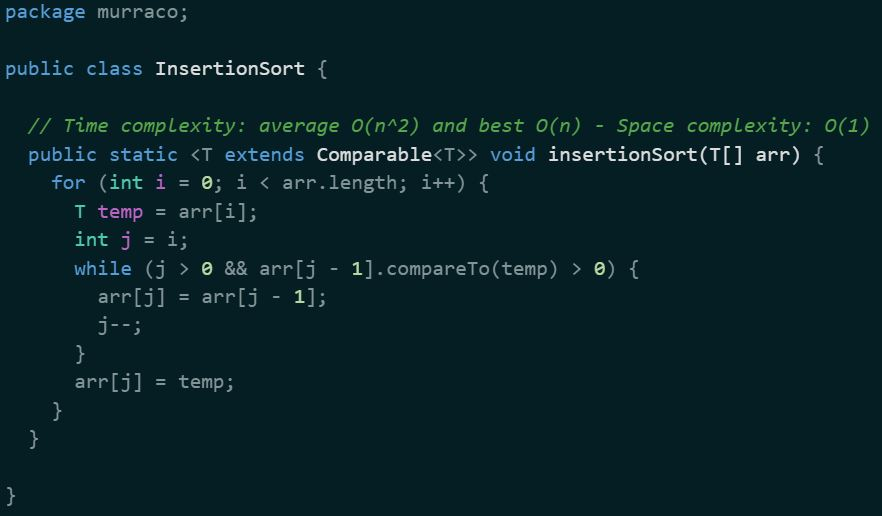 package murraco;

public class InsertionSort {

  // Time complexity: average O(n^2) and best O(n) - Space complexity: O(1)
  public static <T extends Comparable<T>> void insertionSort(T[] arr) {
    for (int i = 0; i < arr.length; i++) {
      T temp = arr[i];
      int j = i;
      while (j > 0 && arr[j - 1].compareTo(temp) > 0) {
        arr[j] = arr[j - 1];
        j--;
      }
      arr[j] = temp;
    }
  }

}